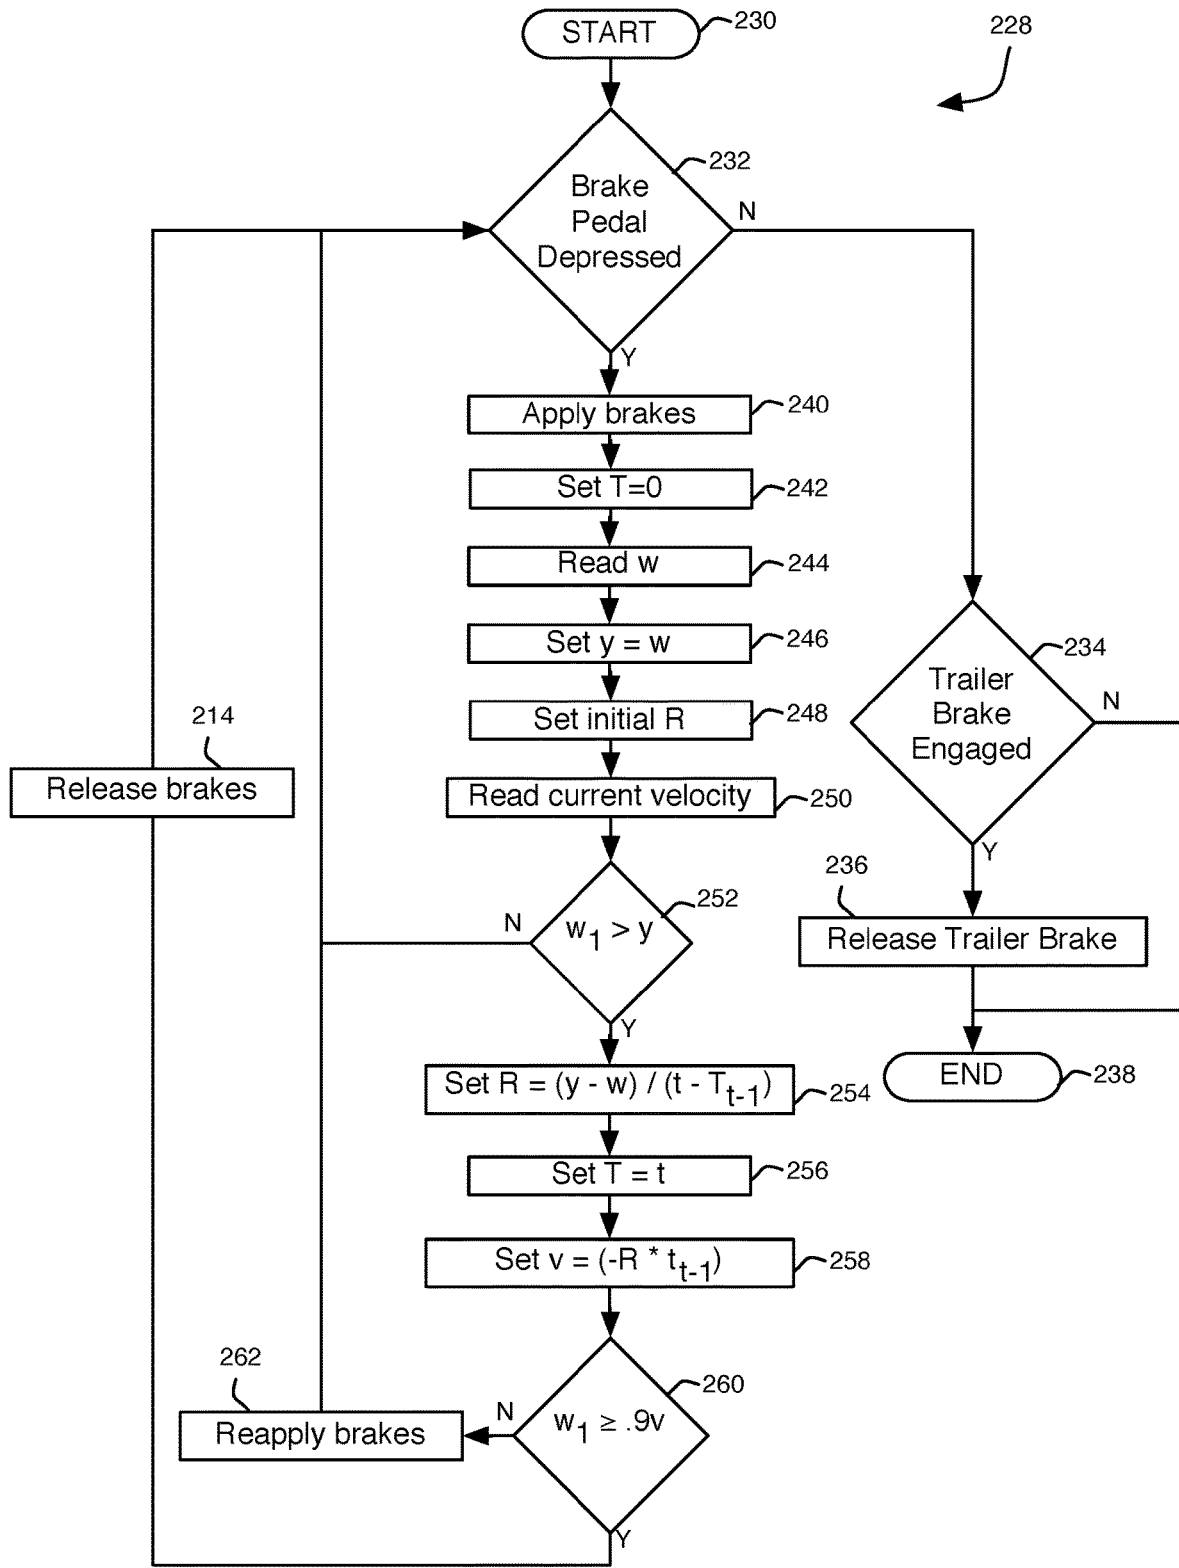 START
230
228
232
Brake
Pedal
Depressed
N
Y
Apply brakes
240
Set T=0
242
Read w
244
Set y = w
246
234
Trailer
Brake
Engaged
N
Y
Set initial R
248
214
Release brakes
Read current velocity
250
252
w1 > y
N
Y
236
Release Trailer Brake
Set R = (y - w) / (t - Tt-1)
254
END
238
Set T = t
256
Set v = (-R * tt-1)
258
260
w1 ≥ .9v
N
Y
262
Reapply brakes